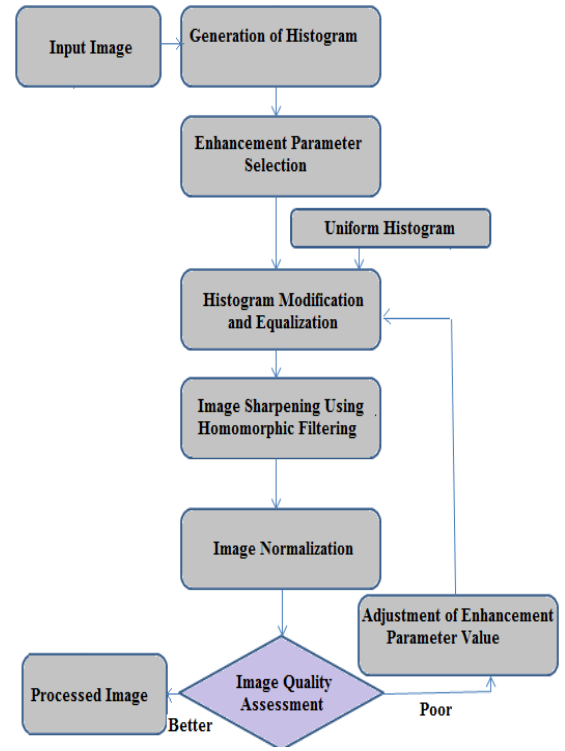 Input Image
Generation of Histogram
Enhancement Parameter
Selection
Uniform Histogram
Histogram Modification
and Equalization
Image Sharpening Using
Homomorphic Filtering
Image Normalization
Adjustment of Enhancement
Parameter Value
Image Quality
Assessment
Processed Image
Better
Poor